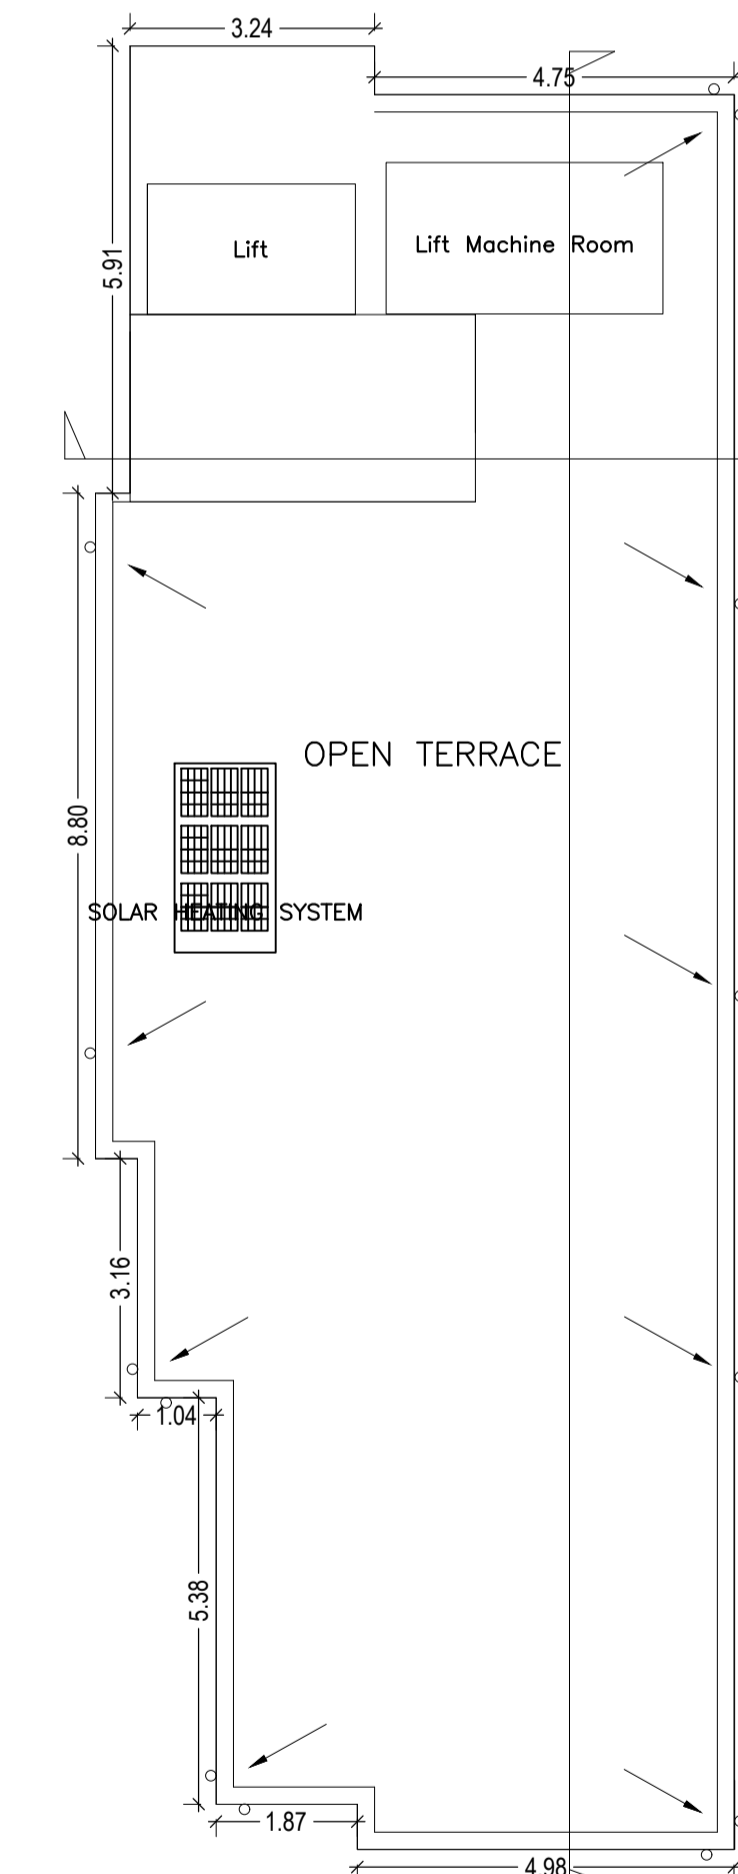 3.24
4.75
5.91
Lift
Lift Machine Room
OPEN TERRACE
8.80
SOLAR HEATING SYSTEM
3.16
1.04
5.38
1.87
4.98